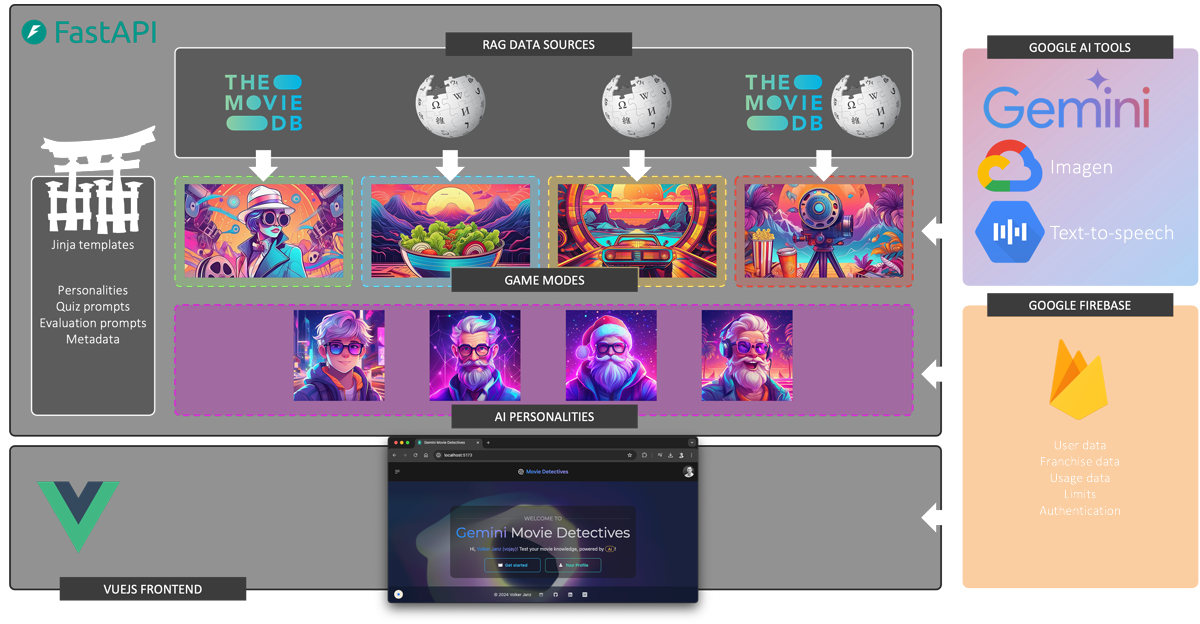 FastAPI
RAG DATA SOURCES
THE
MOVIE
DB
THE
MOVIE
DB
Jinja templates
Personalities
Quiz prompts
Evaluation prompts
Metadata
GAME MODES
AI PERSONALITIES
GOOGLE AI TOOLS
Gemini
Imagen
Text-to-speech
GOOGLE FIREBASE
User data
Franchise data
Usage data
Limits
Authentication
Gemini Movie Detectives
localhost:5173
Movie Detectives
WELCOME TO
Gemini Movie Detectives
Hi, Volker Janz (vojay)! Test your movie knowledge, powered by AI!
Get started
Your Profile
© 2024 Volker Janz
VUEJS FRONTEND